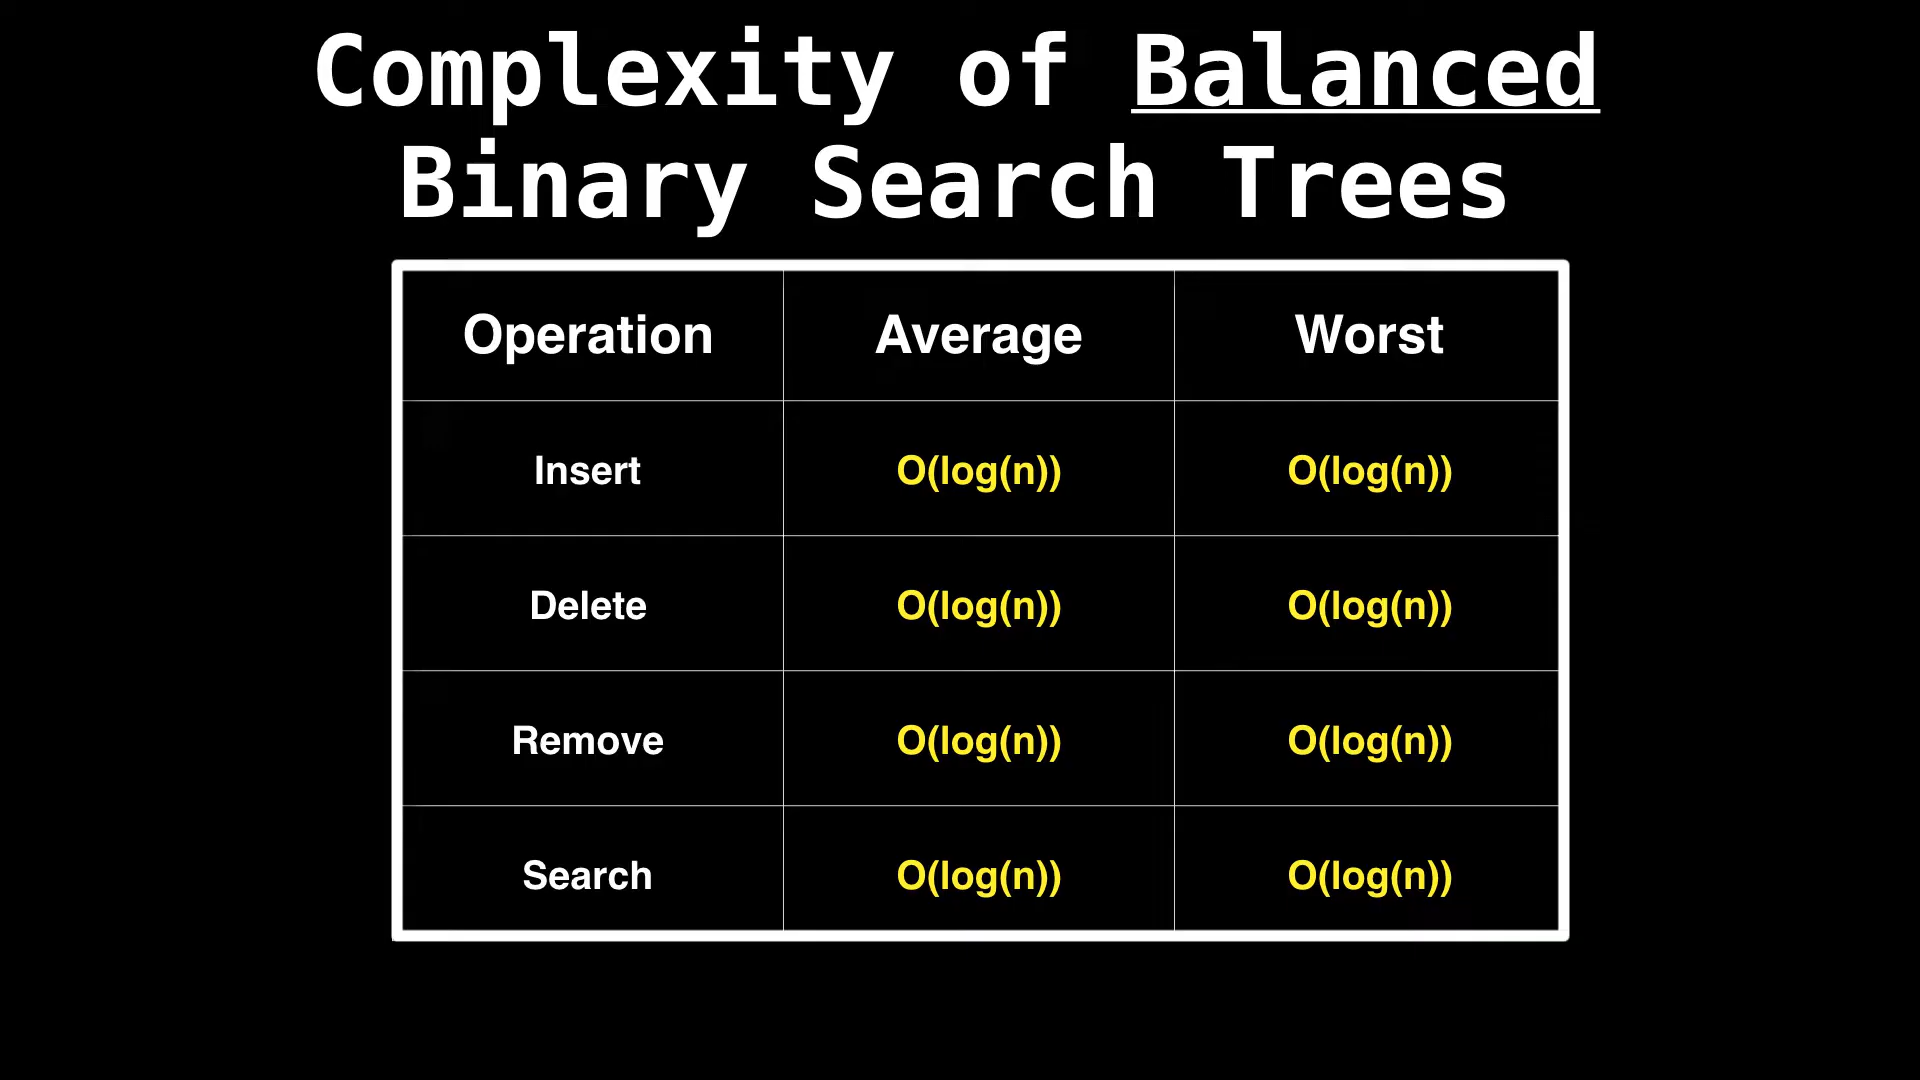 Complexity of Balanced
Binary Search Trees
Operation Average Worst
Insert O(log(n)) O(log(n))
Delete O(log(n)) O(log(n))
Remove O(log(n)) O(log(n))
Search O(log(n)) O(log(n))